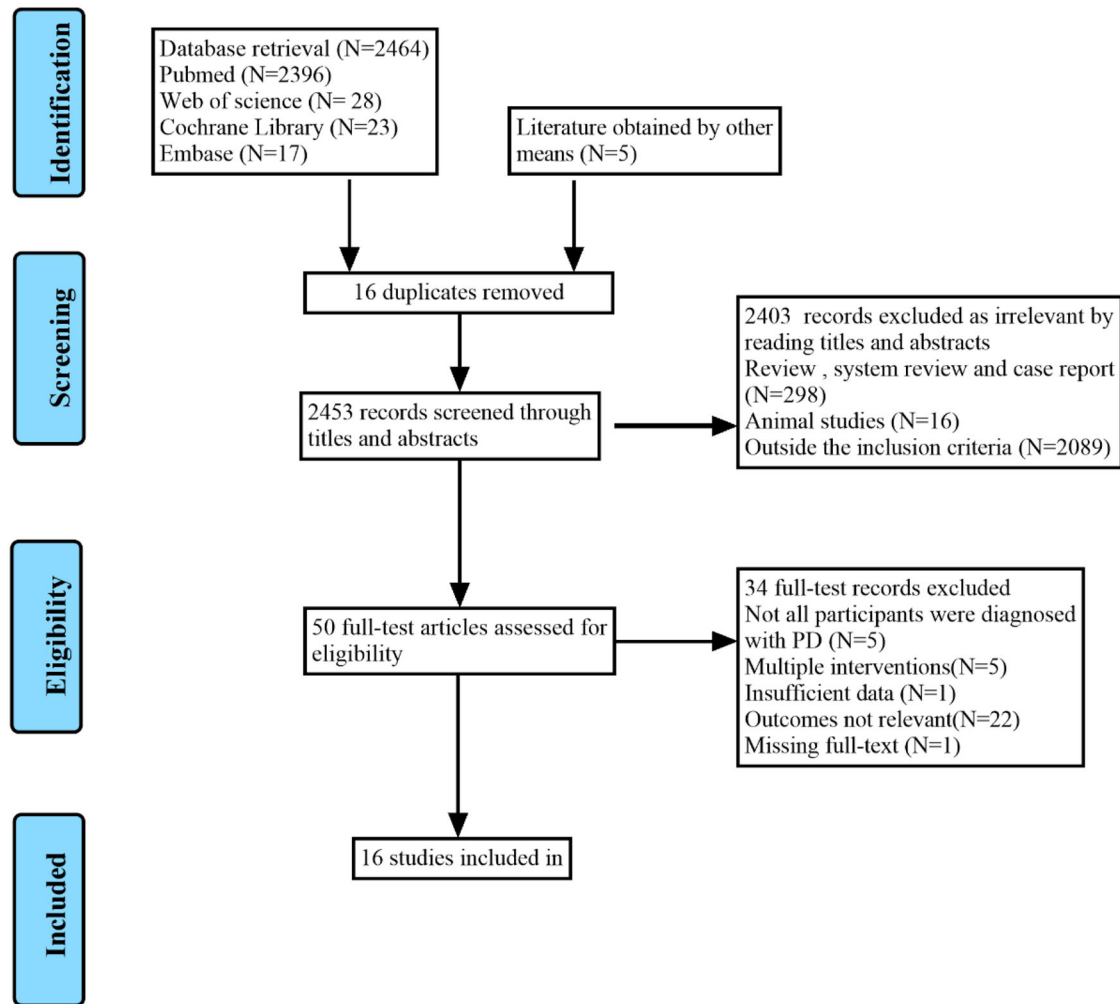 Identification
Database retrieval (N=2464)
Pubmed (N=2396)
Web of science (N= 28)
Cochrane Library (N=23)
Embase (N=17)
Literature obtained by other
means (N=5)
Screening
16 duplicates removed
2453 records screened through
titles and abstracts
2403  records excluded as irrelevant by
reading titles and abstracts
Review , system review and case report
(N=298)
Animal studies (N=16)
Outside the inclusion criteria (N=2089)
Eligibility
50 full-test articles assessed for
eligibility
34 full-test records excluded
Not all participants were diagnosed
with PD (N=5)
Multiple interventions(N=5)
Insufficient data (N=1)
Outcomes not relevant(N=22)
Missing full-text (N=1)
Included
16 studies included in